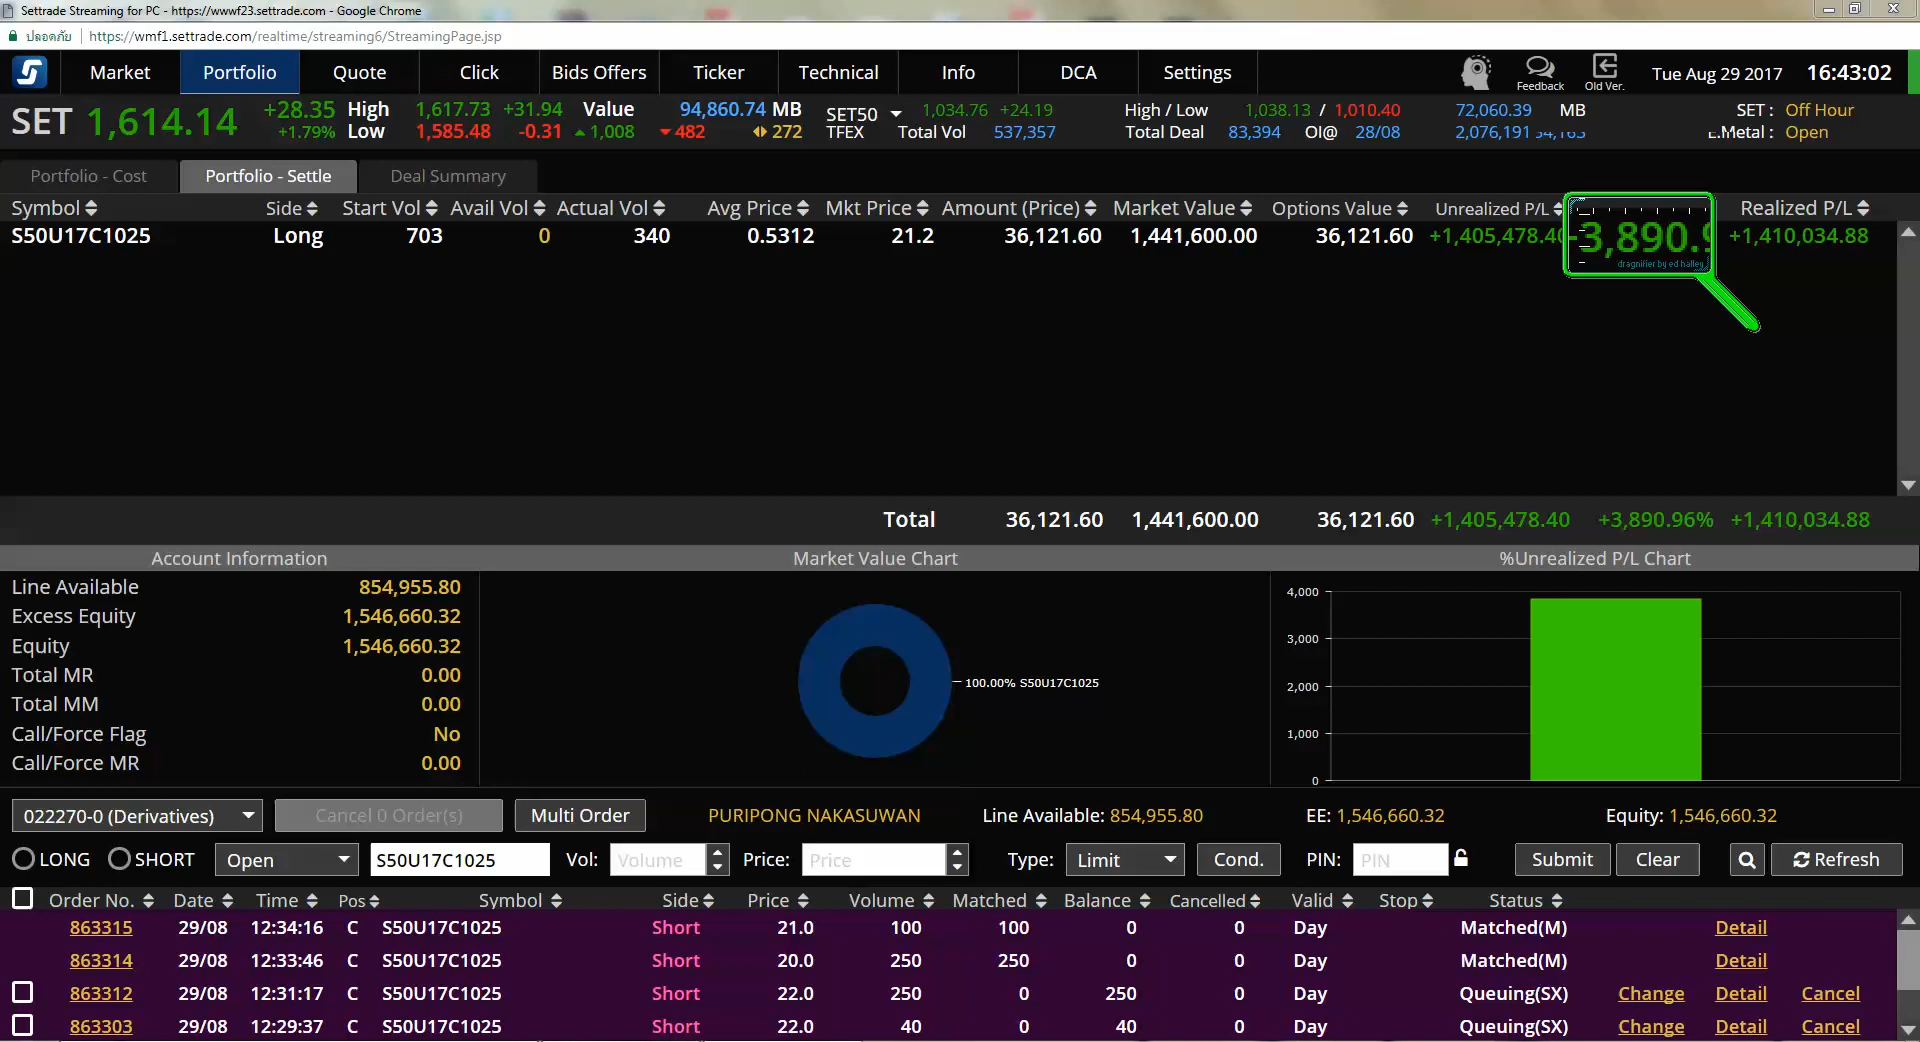 Settrade Streaming for PC - https://wwwf23.settrade.com - Google Chrome
ปลอดภัย https://wmf1.settrade.com/realtime/streaming6/StreamingPage.jsp
Market Portfolio Quote Click Bids Offers Ticker Technical Info DCA Settings Feedback Old Ver. Tue Aug 29 2017 16:43:02
SET 1,614.14 +28.35 High 1,617.73 +31.94 Value 94,860.74 MB SET50 1,034.76 +24.19 High / Low 1,038.13 / 1,010.40 72,060.39 MB SET : Off Hour
+1.79% Low 1,585.48 -0.31 1,008 482 272 TFEX Total Vol 537,357 Total Deal 83,394 OI@ 28/08 2,076,191 E.Metal : Open
Portfolio - Cost Portfolio - Settle Deal Summary
Symbol Side Start Vol Avail Vol Actual Vol Avg Price Mkt Price Amount (Price) Market Value Options Value Unrealized P/L Realized P/L
S50U17C1025 Long 703 0 340 0.5312 21.2 36,121.60 1,441,600.00 36,121.60 +1,405,478.40 3,890.9 +1,410,034.88
dragnifier by ed halley
Total 36,121.60 1,441,600.00 36,121.60 +1,405,478.40 +3,890.96% +1,410,034.88
Account Information Market Value Chart %Unrealized P/L Chart
Line Available 854,955.80
Excess Equity 1,546,660.32
Equity 1,546,660.32
Total MR 0.00
Total MM 0.00
Call/Force Flag No
Call/Force MR 0.00
100.00% S50U17C1025
4,000
3,000
2,000
1,000
0
022270-0 (Derivatives) Cancel 0 Order(s) Multi Order PURIPONG NAKASUWAN Line Available: 854,955.80 EE: 1,546,660.32 Equity: 1,546,660.32
LONG SHORT Open S50U17C1025 Vol: Volume Price: Price Type: Limit Cond. PIN: PIN Submit Clear Refresh
Order No. Date Time Pos Symbol Side Price Volume Matched Balance Cancelled Valid Stop Status
863315 29/08 12:34:16 C S50U17C1025 Short 21.0 100 100 0 0 Day Matched(M) Detail
863314 29/08 12:33:46 C S50U17C1025 Short 20.0 250 250 0 0 Day Matched(M) Detail
863312 29/08 12:31:17 C S50U17C1025 Short 22.0 250 0 250 0 Day Queuing(SX) Change Detail Cancel
863303 29/08 12:29:37 C S50U17C1025 Short 22.0 40 0 40 0 Day Queuing(SX) Change Detail Cancel